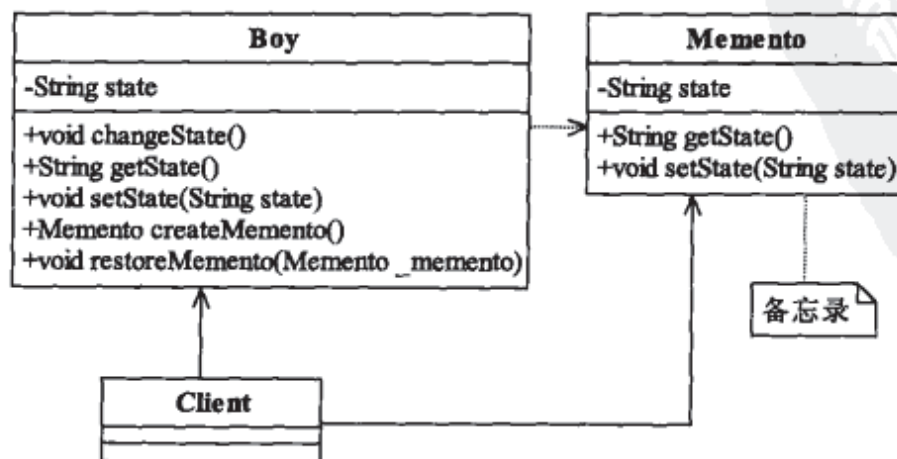 Boy
-String state
+void changeState()
+String getState()
+void setState(String state)
+Memento createMemento()
+void restoreMemento(Memento _memento)
Memento
-String state
+String getState()
+void setState(String state)
备忘录
Client